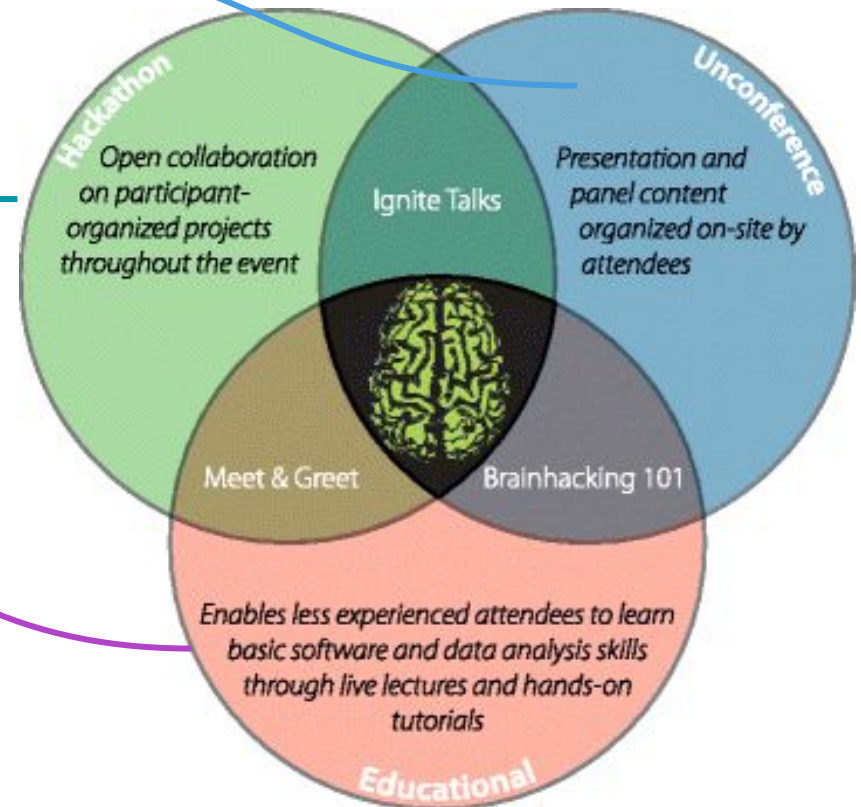 Hackathon
Open collaboration
on participant-
organized projects
throughout the event
Ignite Talks
Unconference
Presentation and
panel content
organized on-site by
attendees
Meet & Greet
Brainhacking 101
Enables less experienced attendees to learn
basic software and data analysis skills
through live lectures and hands-on
tutorials
Educational